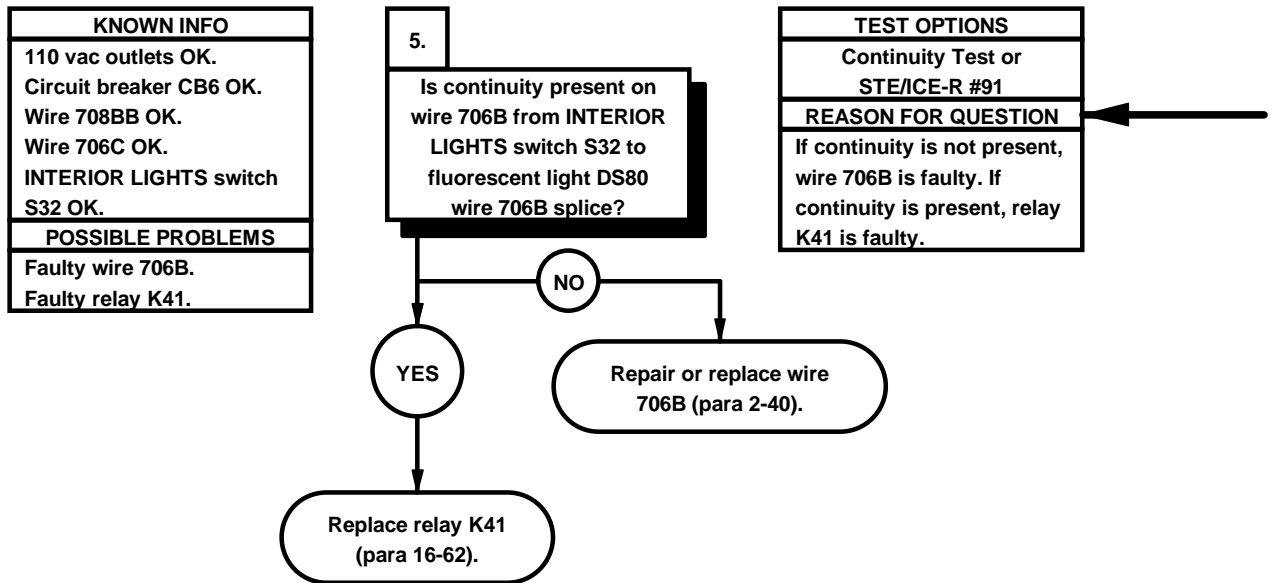 KNOWN INFO
110 vac outlets OK.
Circuit breaker CB6 OK.
Wire 708BB OK.
Wire 706C OK.
INTERIOR LIGHTS switch
S32 OK.
POSSIBLE PROBLEMS
Faulty wire 706B.
Faulty relay K41.
5.
Is continuity present on
wire 706B from INTERIOR
LIGHTS switch S32 to
fluorescent light DS80
wire 706B splice?
TEST OPTIONS
Continuity Test or
STE/ICE-R #91
REASON FOR QUESTION
If continuity is not present,
wire 706B is faulty. If
continuity is present, relay
K41 is faulty.
NO
YES
Repair or replace wire
706B (para 2-40).
Replace relay K41
(para 16-62).